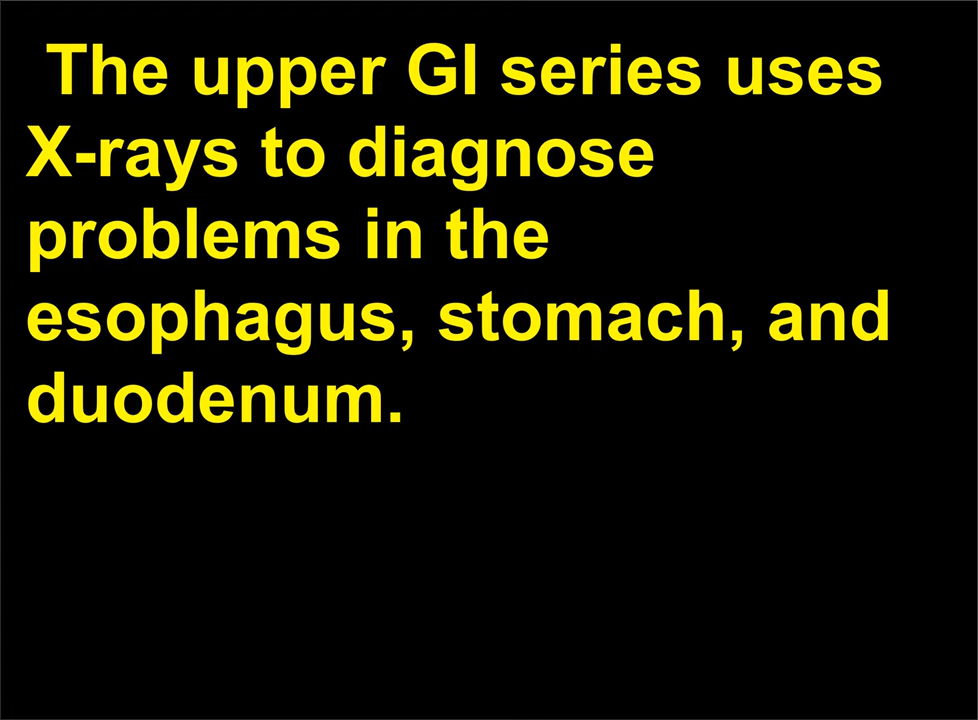 The upper GI series uses
X-rays to diagnose
problems in the
esophagus, stomach, and
duodenum.